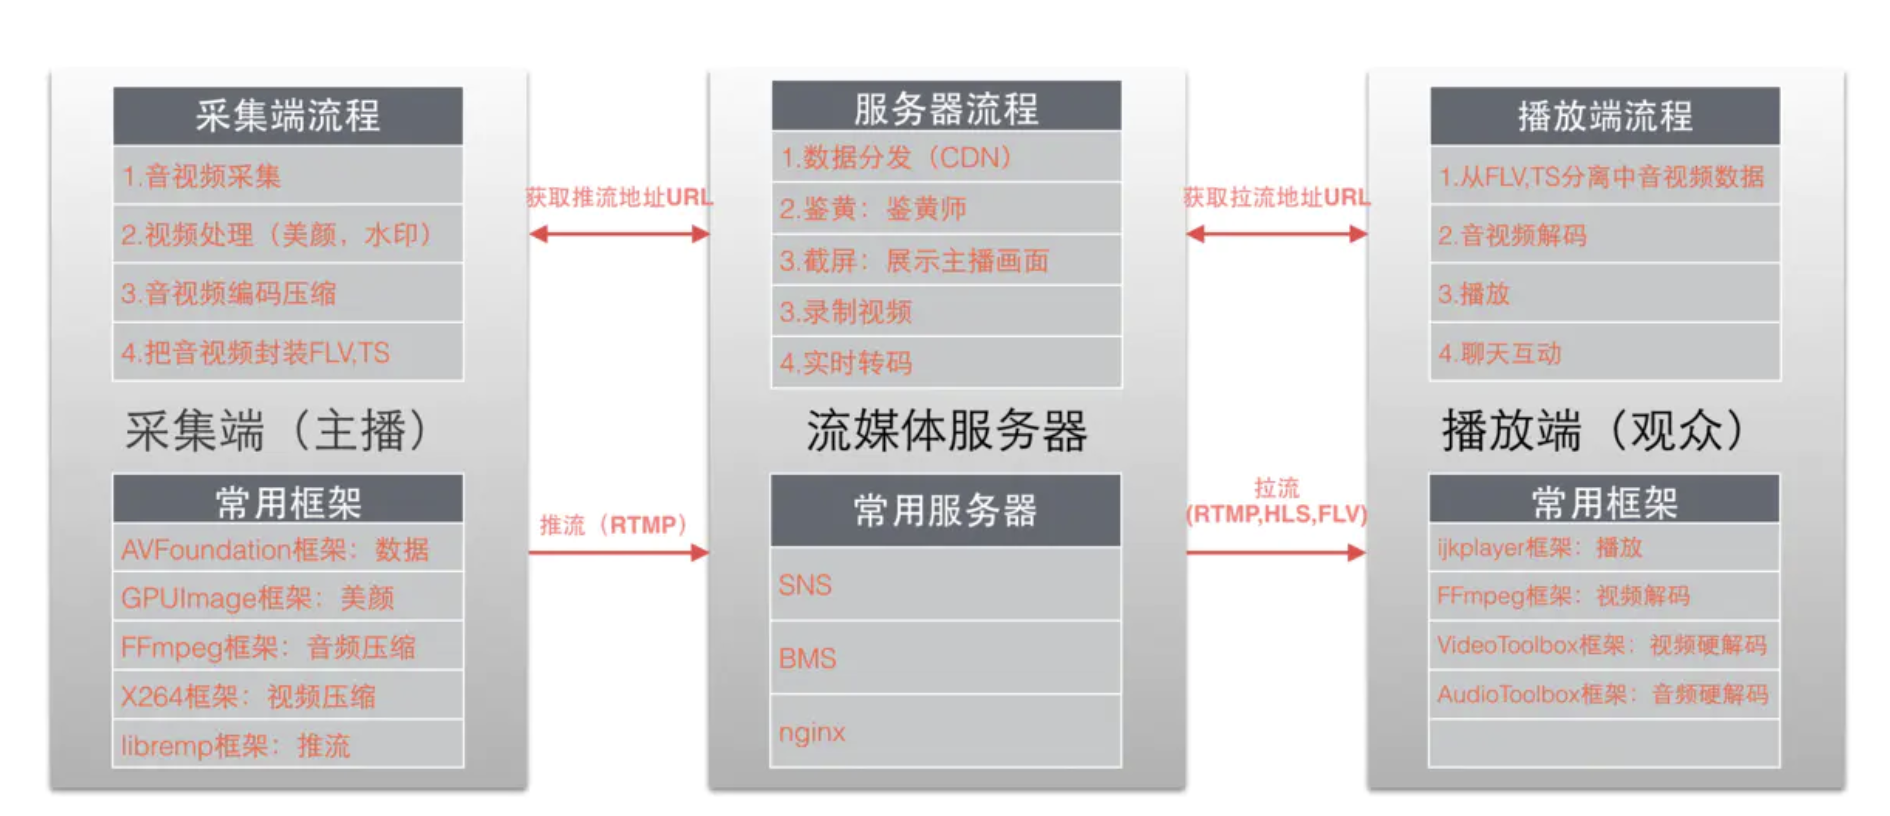 采集端流程
1.音视频采集
2.视频处理（美颜，水印）
3.音视频编码压缩
4.把音视频封装FLV,TS
采集端（主播）
常用框架
AVFoundation框架：数据
GPUImage框架：美颜
FFmpeg框架：音频压缩
X264框架：视频压缩
libremp框架：推流
获取推流地址URL
推流（RTMP）
服务器流程
1.数据分发（CDN）
2.鉴黄：鉴黄师
3.截屏：展示主播画面
3.录制视频
4.实时转码
流媒体服务器
常用服务器
SNS
BMS
nginx
获取拉流地址URL
拉流
(RTMP,HLS,FLV)
播放端流程
1.从FLV,TS分离中音视频数据
2.音视频解码
3.播放
4.聊天互动
播放端（观众）
常用框架
ijkplayer框架：播放
FFmpeg框架：视频解码
VideoToolbox框架：视频硬解码
AudioToolbox框架：音频硬解码